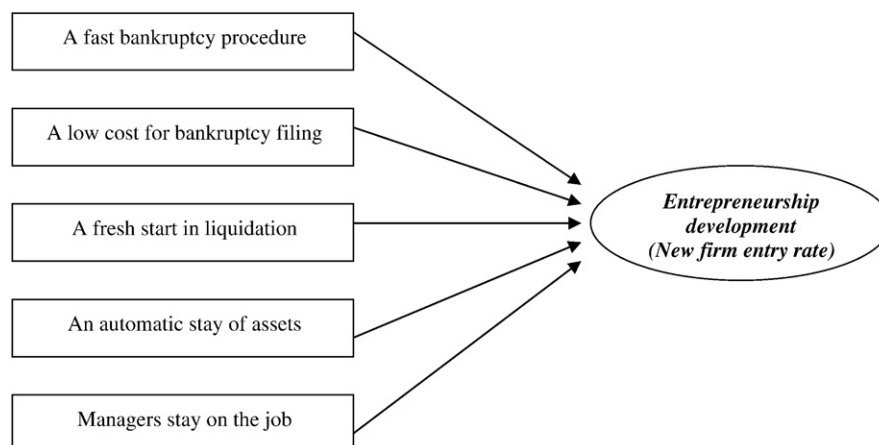 A fast bankruptcy procedure
A low cost for bankruptcy filing
A fresh start in liquidation
An automatic stay of assets
Managers stay on the job
Entrepreneurship
development
(New firm entry rate)